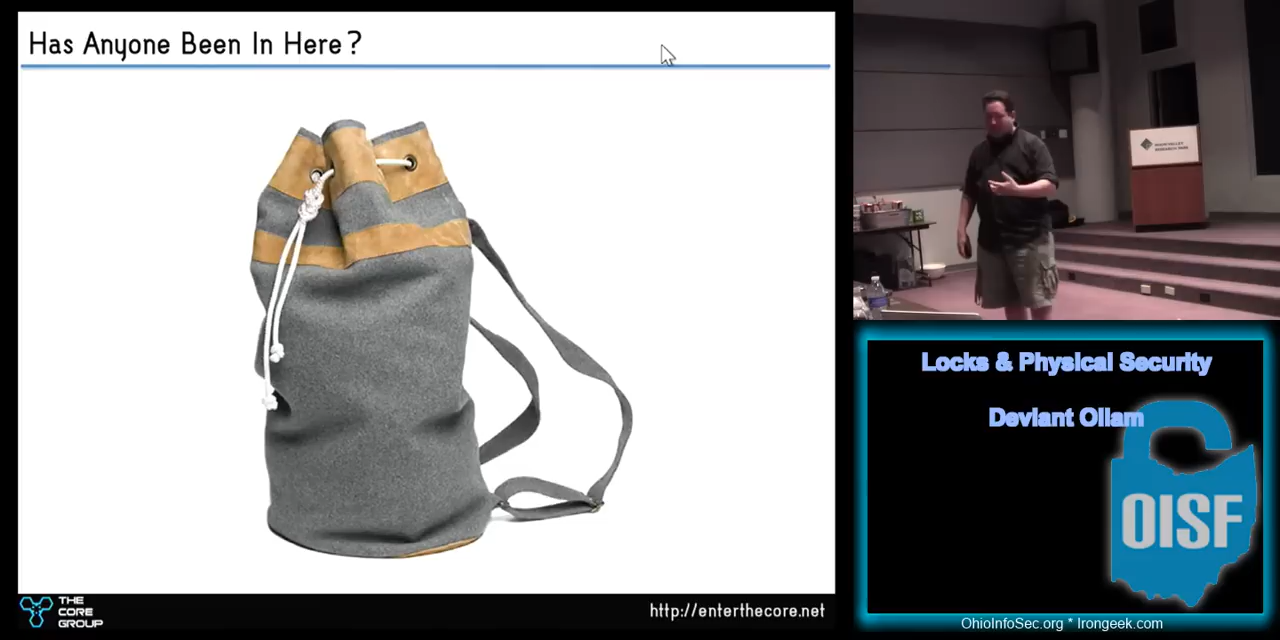 Has Anyone Been In Here?
THE
CORE
GROUP
http://enterthecore.net
Locks & Physical Security
Deviant Ollam
OISF
OhioInfoSec.org * Irongeek.com